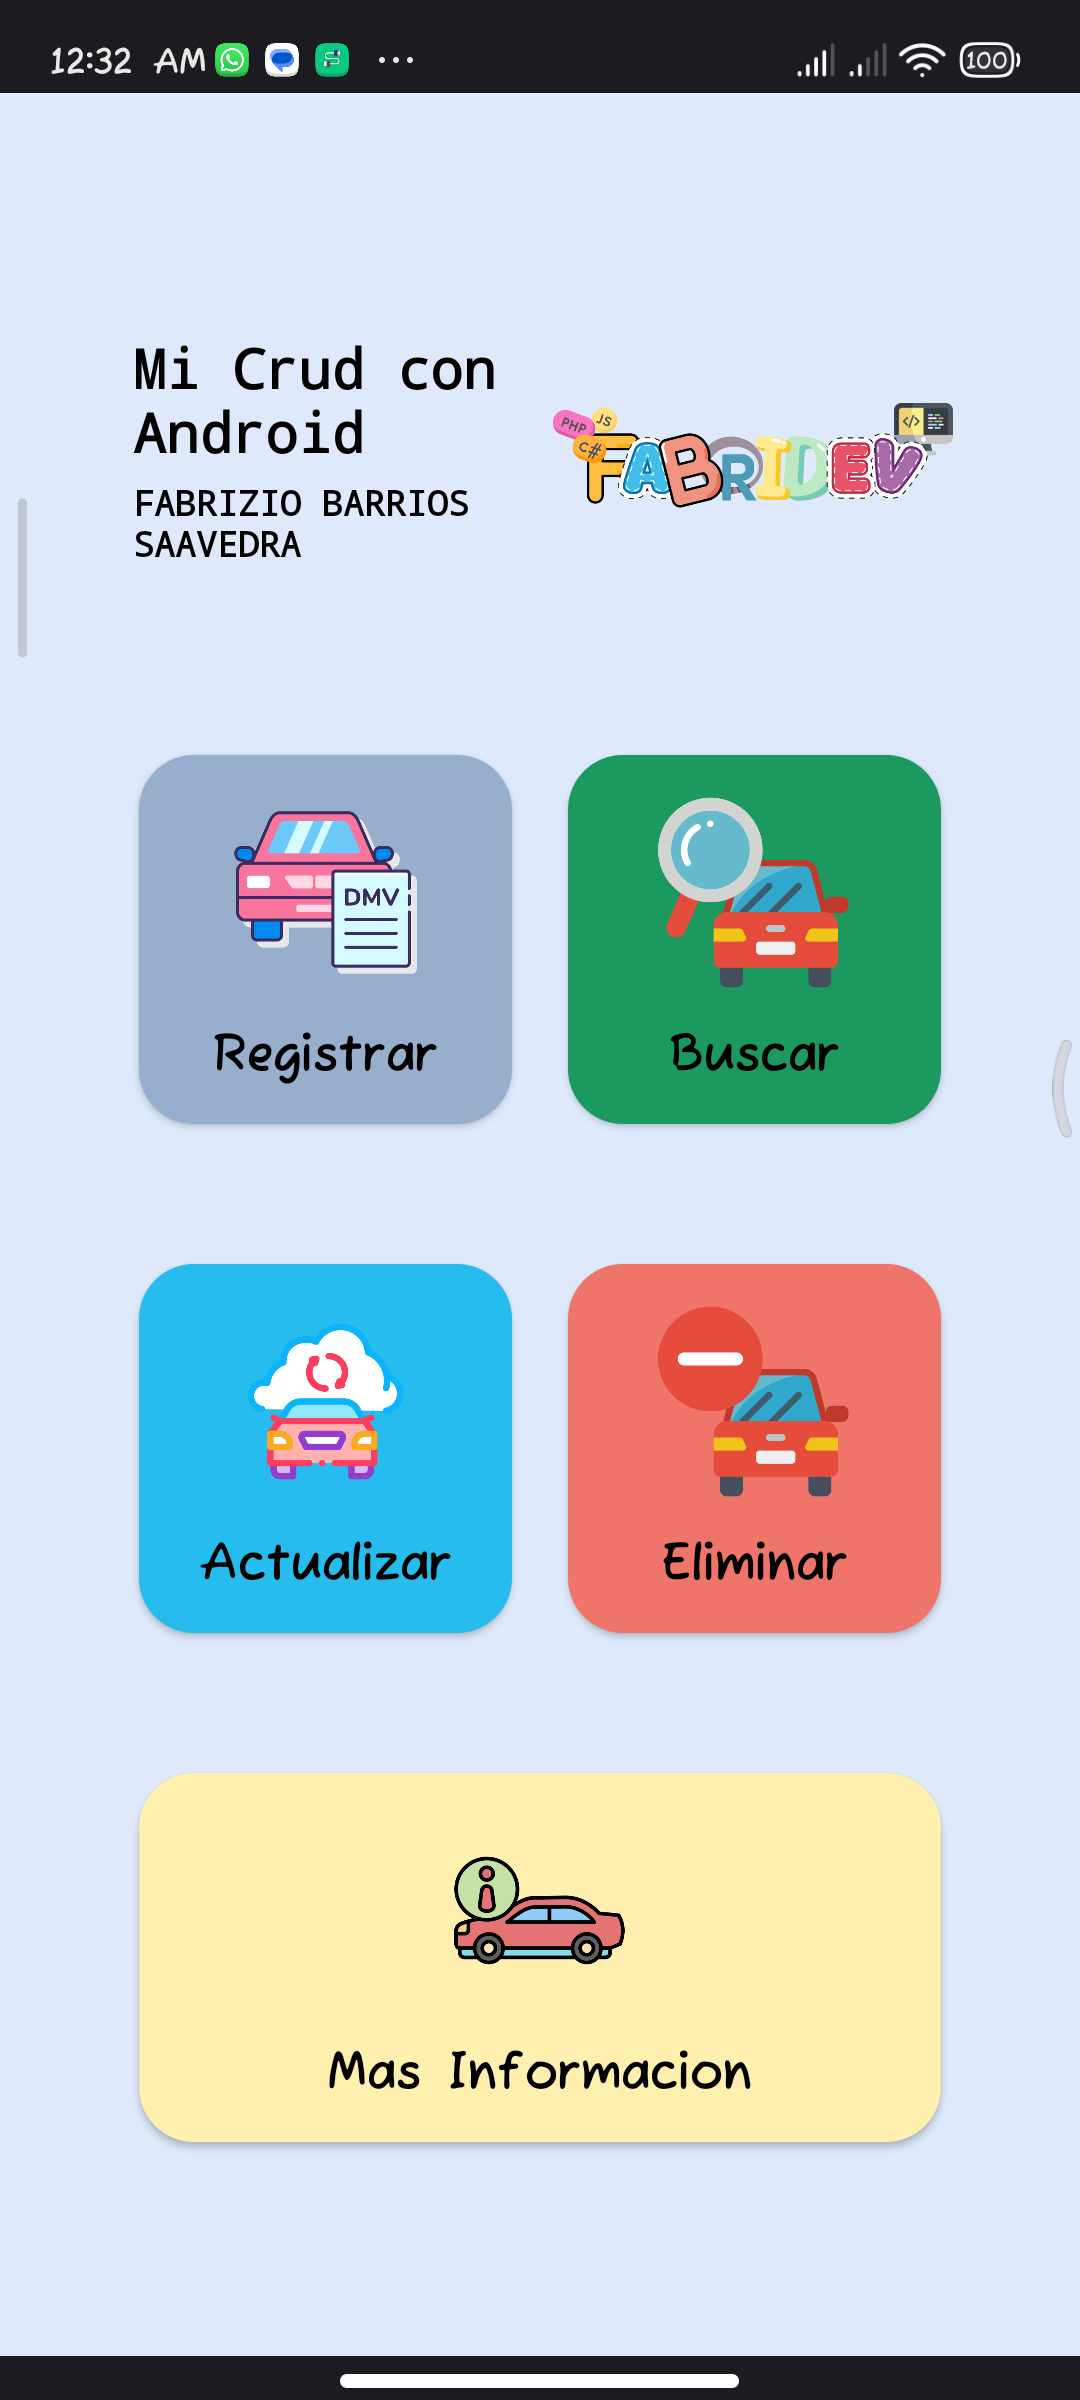 12:32 AM
100
Mi Crud con
Android
FABRIZIO BARRIOS
SAAVEDRA
PHP JS
C#
</>
FABRIDEV
DMV
Registrar
Buscar
Actualizar
Eliminar
Mas Informacion